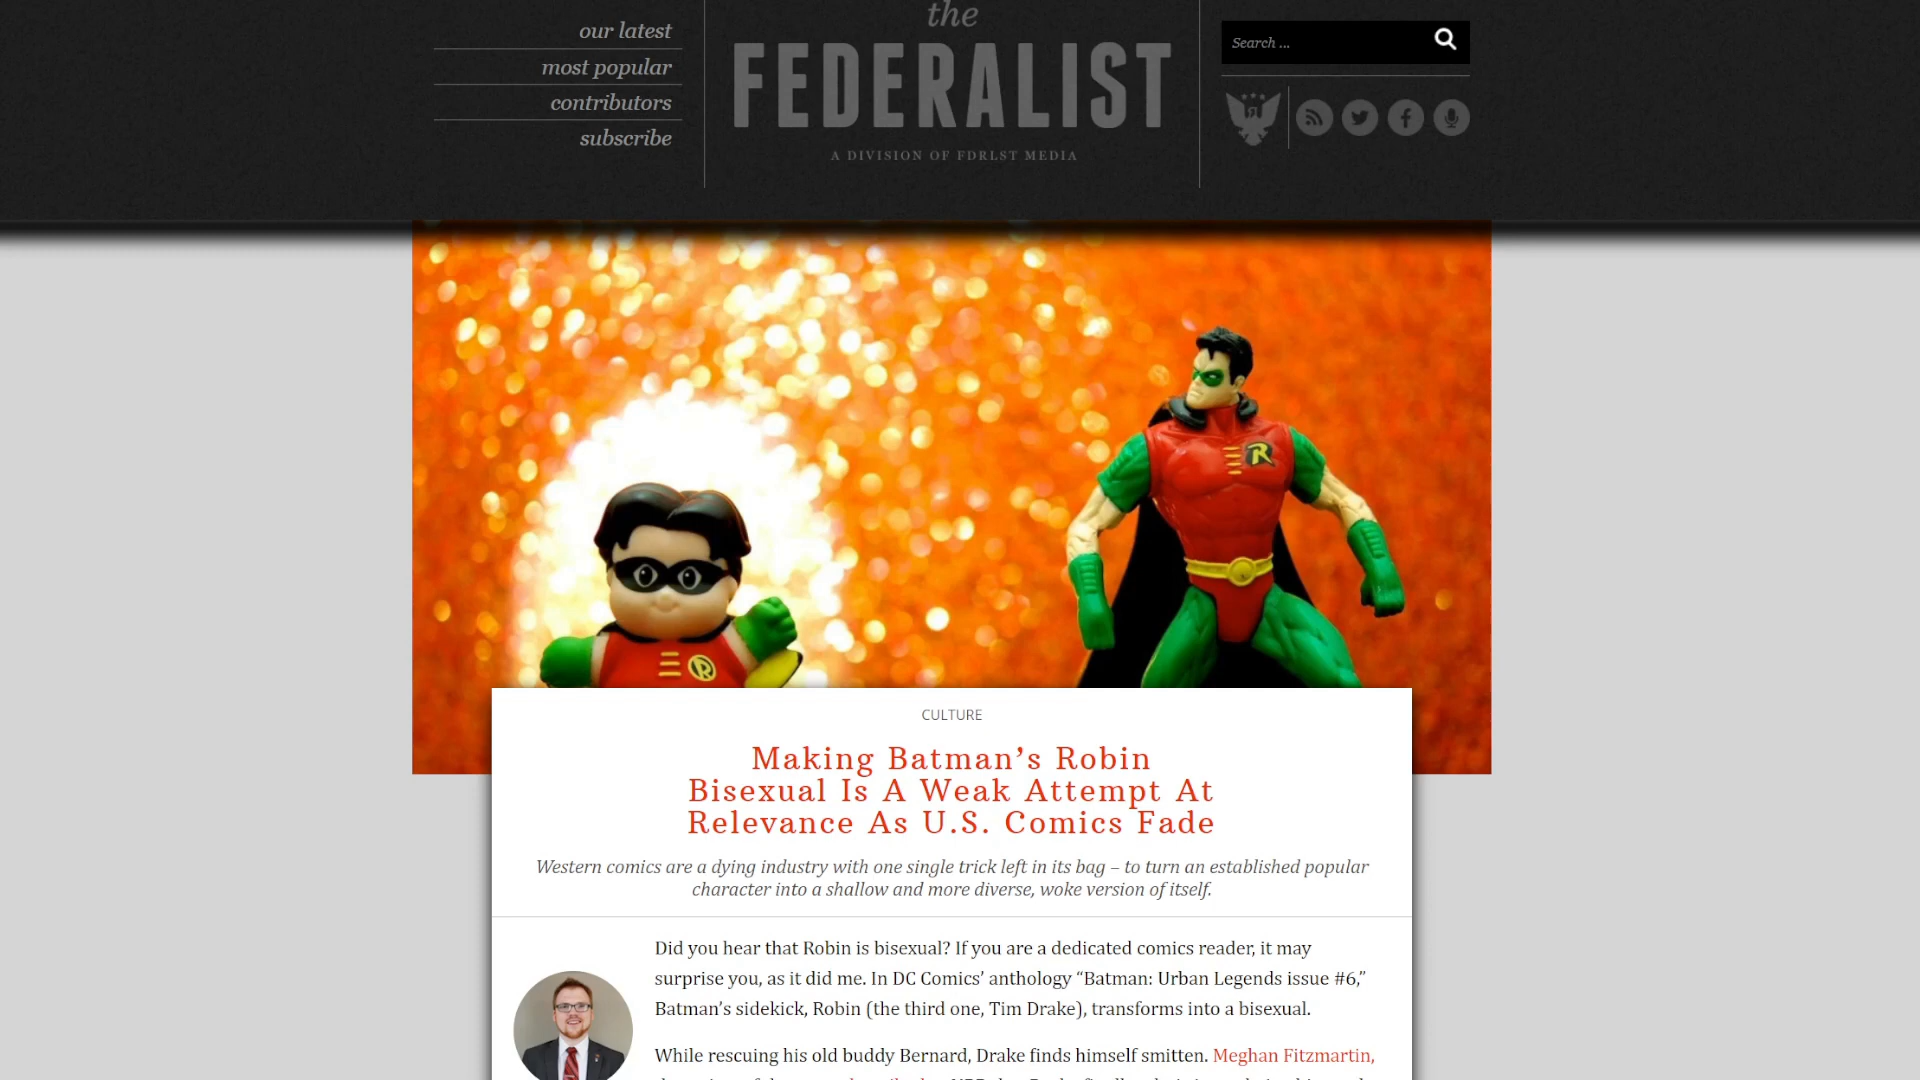 our latest
most popular
contributors
subscribe
the
FEDERALIST
A DIVISION OF FDRLST MEDIA
Search ...
R
R
CULTURE
Making Batman's Robin
Bisexual Is A Weak Attempt At
Relevance As U.S. Comics Fade
Western comics are a dying industry with one single trick left in its bag – to turn an established popular
character into a shallow and more diverse, woke version of itself.
Did you hear that Robin is bisexual? If you are a dedicated comics reader, it may
surprise you, as it did me. In DC Comics' anthology “Batman: Urban Legends issue #6,”
Batman's sidekick, Robin (the third one, Tim Drake), transforms into a bisexual.
While rescuing his old buddy Bernard, Drake finds himself smitten. Meghan Fitzmartin,